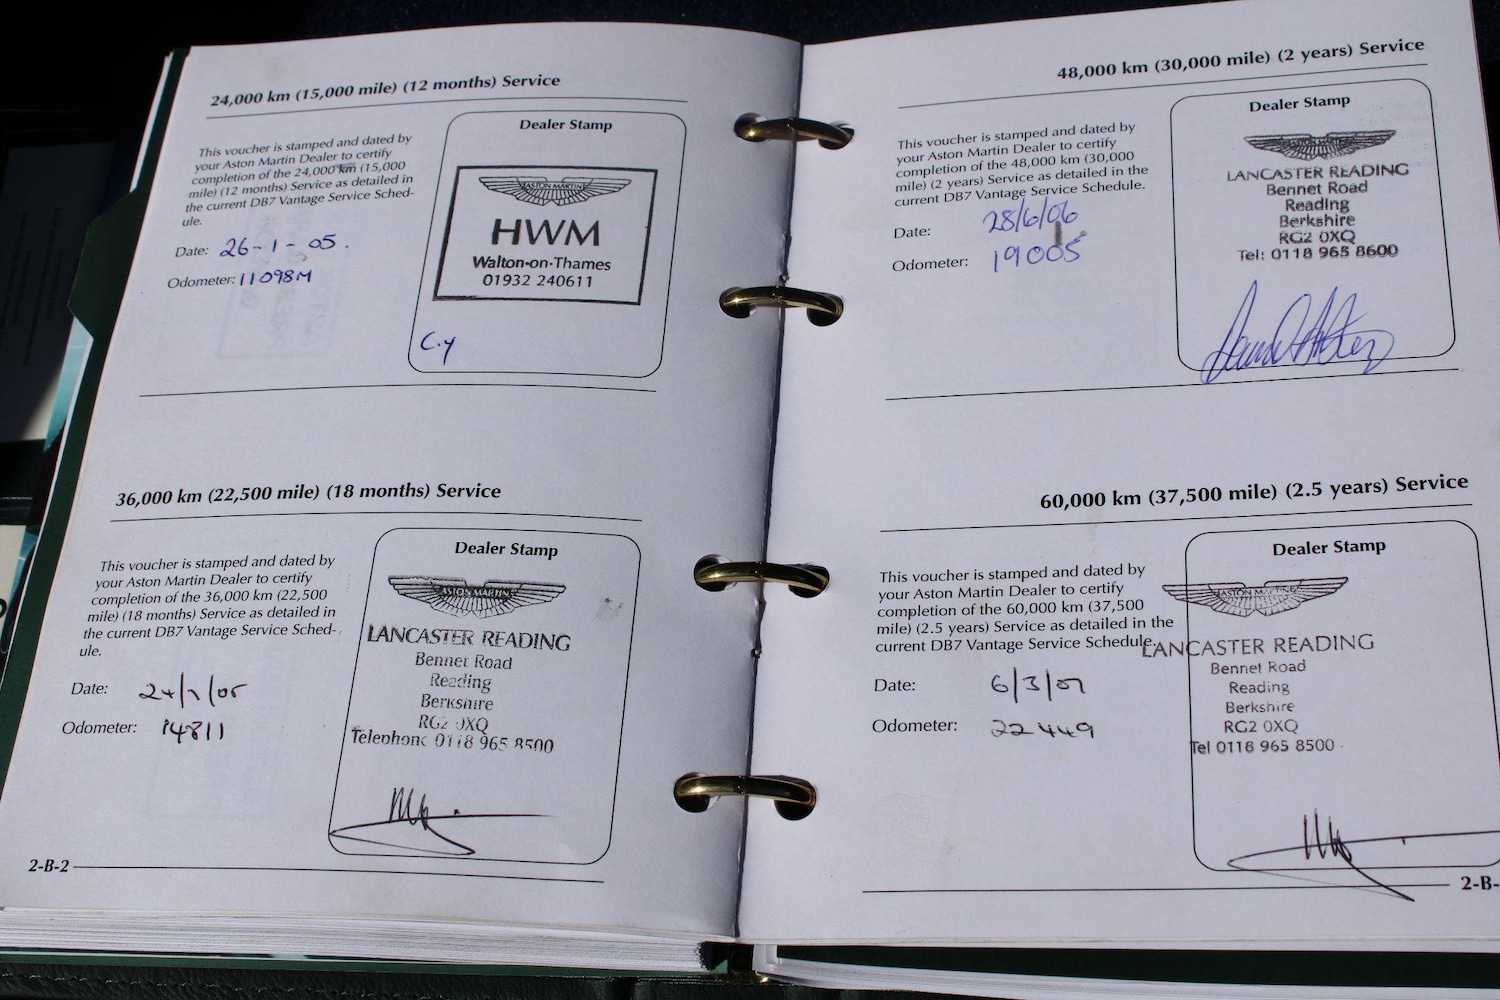 24,000 km (15,000 mile) (12 months) Service
This voucher is stamped and dated by
your Aston Martin Dealer to certify
completion of the 24,000 km (15,000
mile) (12 months) Service as detailed in
the current DB7 Vantage Service Sched-
ule.
Date: 26-1-05.
Odometer: 11098M
Dealer Stamp
ASTON MARTIN
HWM
Walton-on-Thames
01932 240611
C.y
36,000 km (22,500 mile) (18 months) Service
This voucher is stamped and dated by
your Aston Martin Dealer to certify
completion of the 36,000 km (22,500
mile) (18 months) Service as detailed in
the current DB7 Vantage Service Sched-
ule.
Date:
Odometer: 14811
Dealer Stamp
ASTON MARTIN
LANCASTER READING
Bennet Road
Reading
Berkshire
RG2 0XQ
Telephone 0118 965 8500
2-B-2
48,000 km (30,000 mile) (2 years) Service
This voucher is stamped and dated by
your Aston Martin Dealer to certify
completion of the 48,000 km (30,000
mile) (2 years) Service as detailed in the
current DB7 Vantage Service Schedule.
Date: 28/6/06
Odometer: 19005
Dealer Stamp
ASTON MARTIN
LANCASTER READING
Bennet Road
Reading
Berkshire
RG2 0XQ
Tel: 0118 965 8600
60,000 km (37,500 mile) (2.5 years) Service
This voucher is stamped and dated by
your Aston Martin Dealer to certify
completion of the 60,000 km (37,500
mile) (2.5 years) Service as detailed in the
current DB7 Vantage Service Schedule.
Date: 6/3/07
Odometer: 22449
Dealer Stamp
ASTON MARTIN
LANCASTER READING
Bennet Road
Reading
Berkshire
RG2 0XQ
Tel 0118 965 8500
2-B-